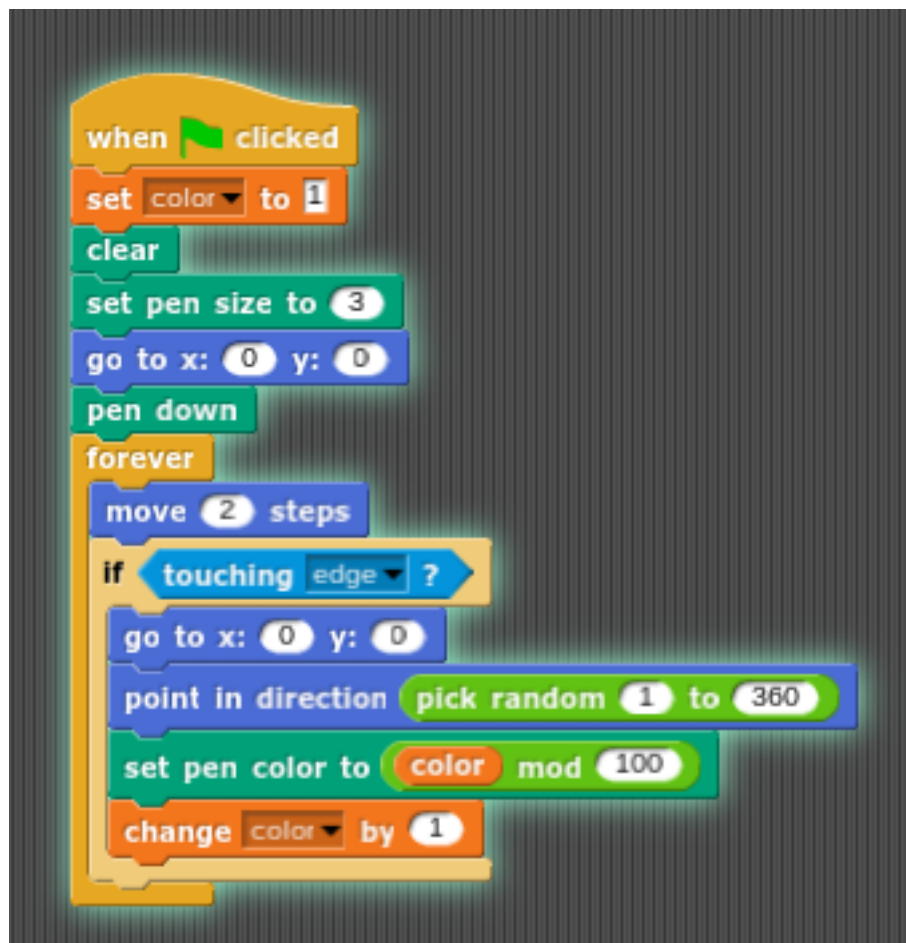 when clicked
set color to 1
clear
set pen size to 3
go to x: 0 y: 0
pen down
forever
move 2 steps
if touching edge ?
go to x: 0 y: 0
point in direction pick random 1 to 360
set pen color to color mod 100
change color by 1